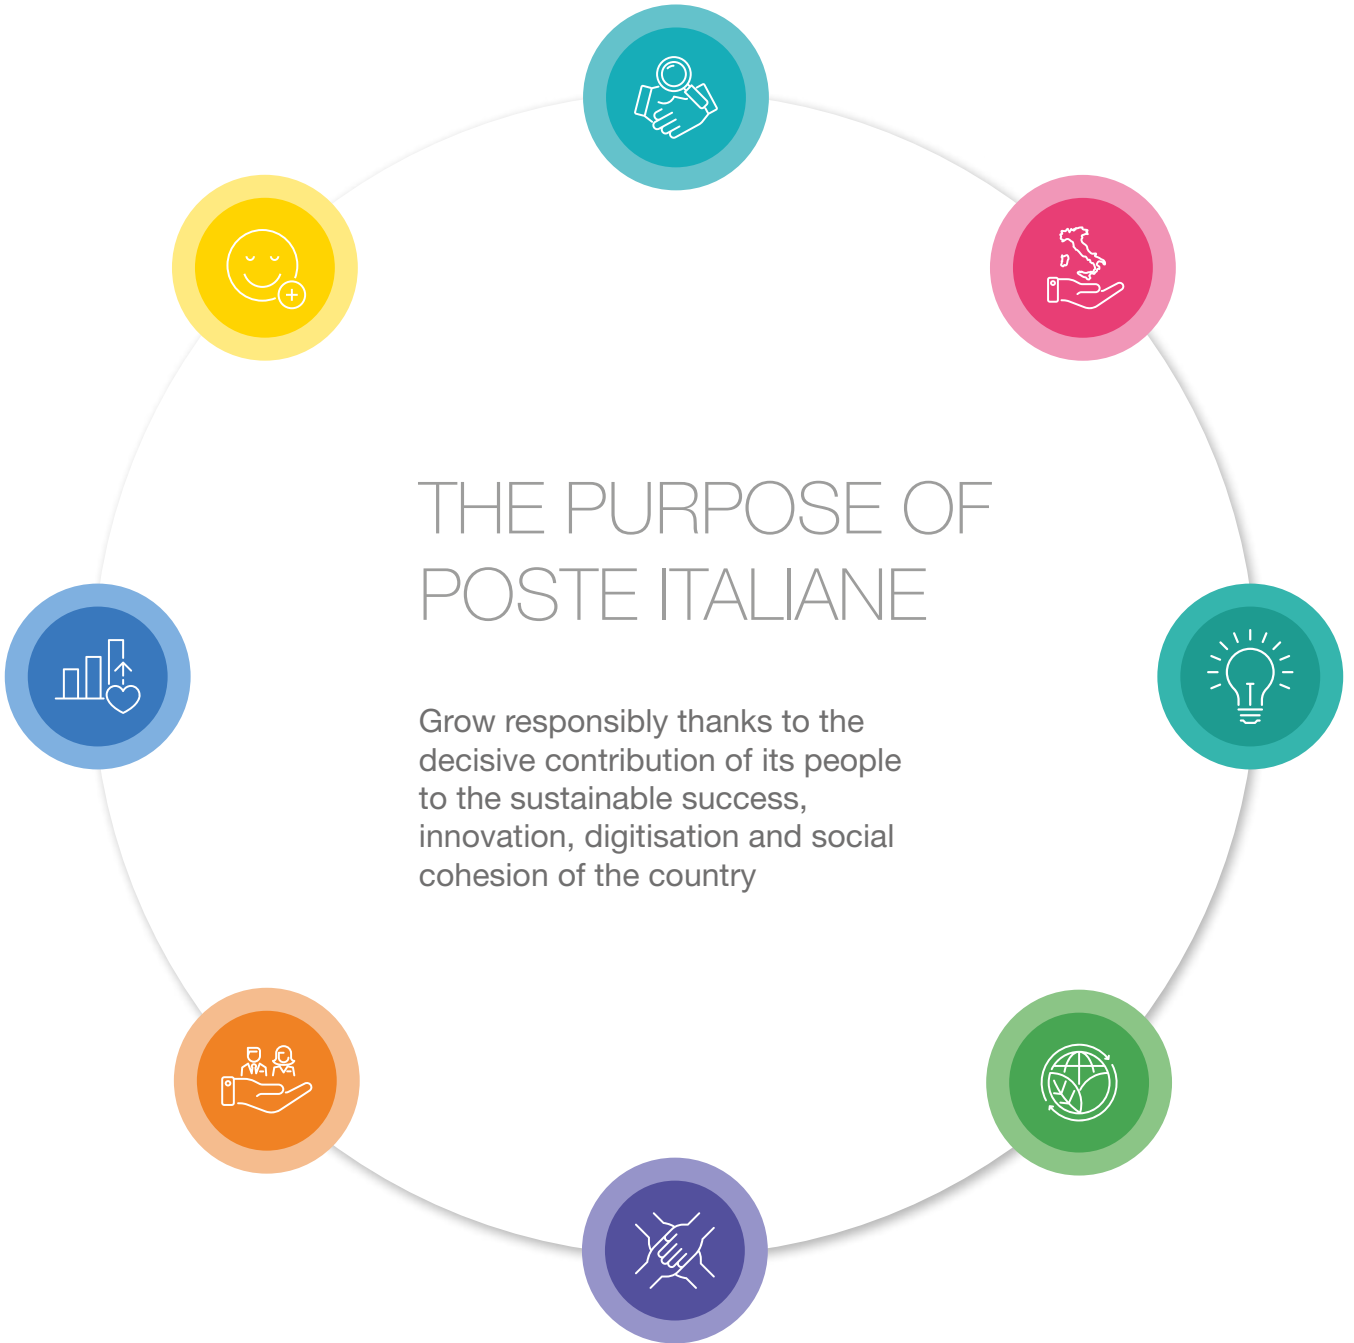 THE PURPOSE OF
POSTE ITALIANE
Grow responsibly thanks to the
decisive contribution of its people
to the sustainable success,
innovation, digitisation and social
cohesion of the country